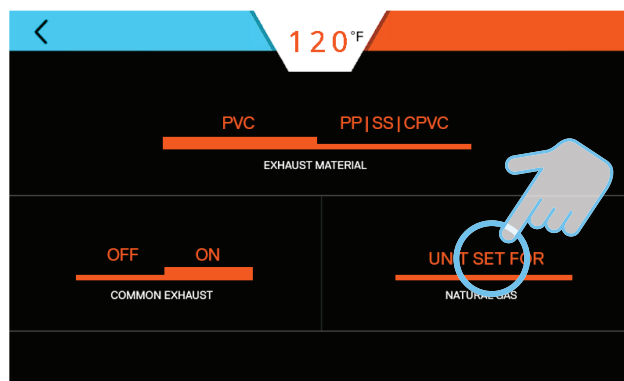 120°F
PVC PP|SS|CPVC
EXHAUST MATERIAL
OFF ON
COMMON EXHAUST
UNIT SET FOR
NATURAL GAS